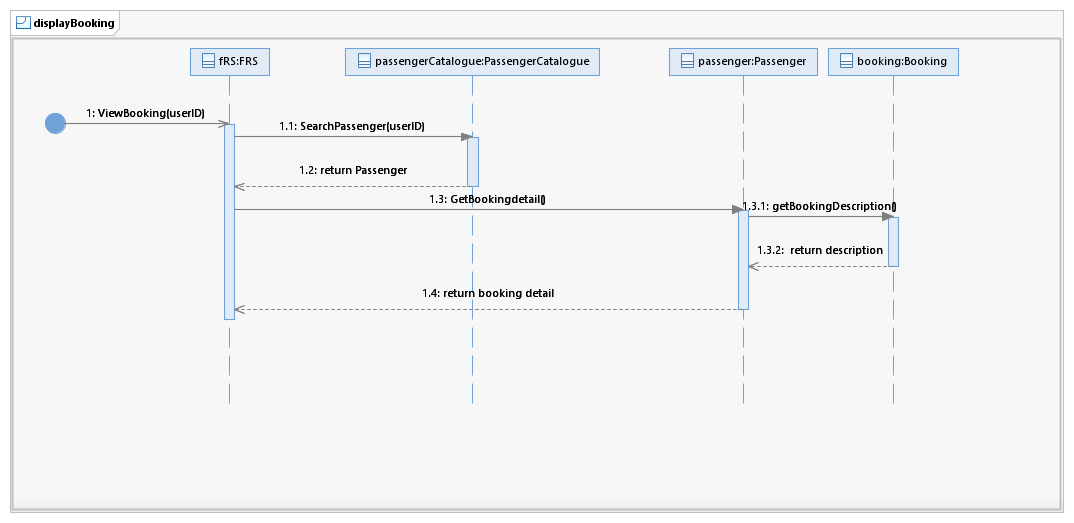 displayBooking
fRS:FRS
passengerCatalogue:PassengerCatalogue
passenger:Passenger
booking:Booking
1: ViewBooking(userID)
1.1: SearchPassenger(userID)
1.2: return Passenger
1.3: GetBookingdetail()
1.3.1: getBookingDescription()
1.3.2:  return description
1.4: return booking detail